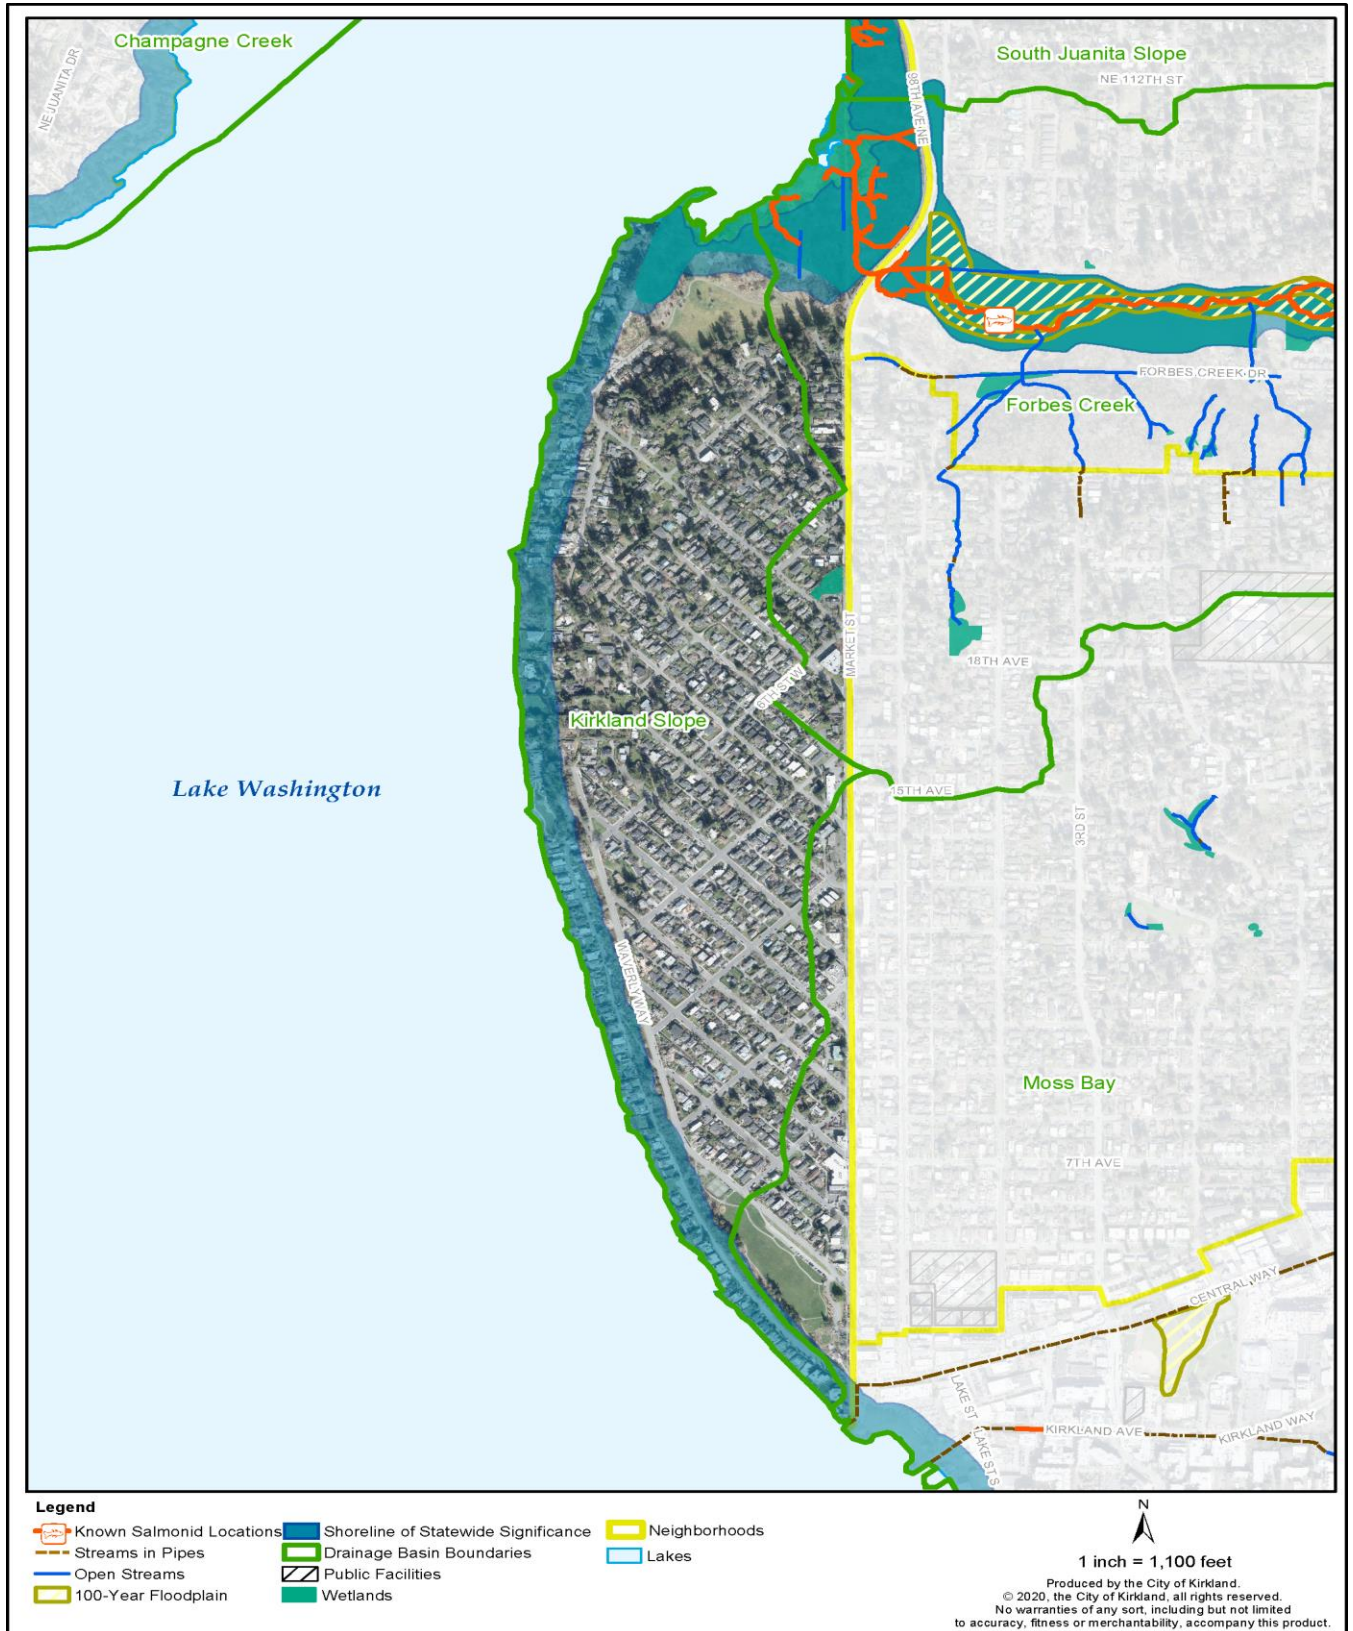 Champagne Creek
South Juanita Slope
NE JUANITA DR
NE 112TH ST
98TH AVE NE
FORBES CREEK DR
Forbes Creek
MARKET ST
18TH AVE
6TH ST W
Kirkland Slope
Lake Washington
15TH AVE
3RD ST
WAVERLY WAY
Moss Bay
7TH AVE
CENTRAL WAY
LAKE ST
LAKE ST S
KIRKLAND AVE
KIRKLAND WAY
Legend
Known Salmonid Locations
Streams in Pipes
Open Streams
100-Year Floodplain
Shoreline of Statewide Significance
Drainage Basin Boundaries
Public Facilities
Wetlands
Neighborhoods
Lakes
N
1 inch = 1,100 feet
Produced by the City of Kirkland.
© 2020, the City of Kirkland, all rights reserved.
No warranties of any sort, including but not limited
to accuracy, fitness or merchantability, accompany this product.